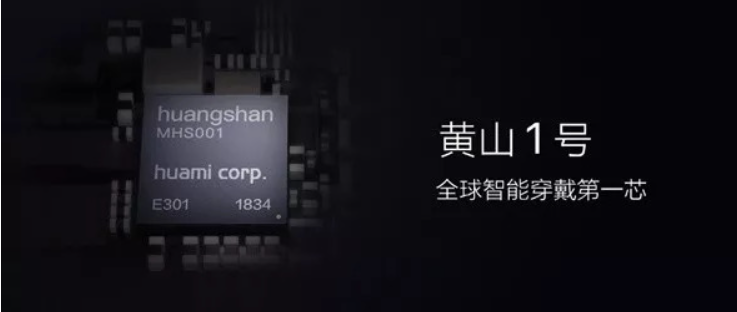 huangshan
MHS001
huami corp.
E301 1834
黄山1号
全球智能穿戴第一芯